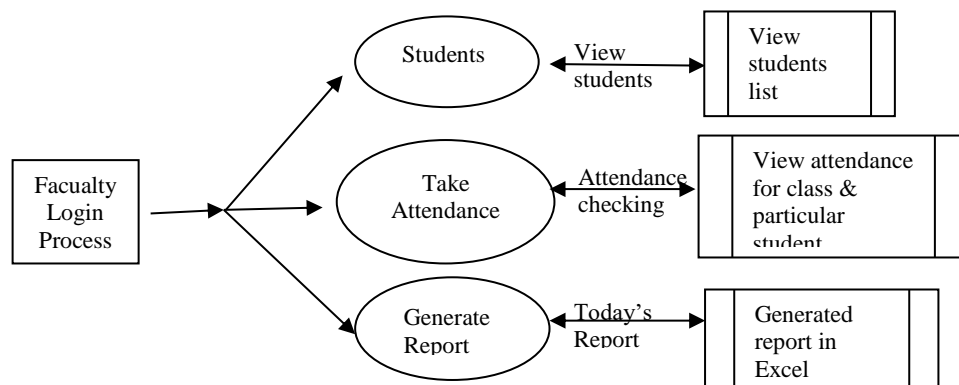 Students
View
students
View
students
list
Facualty
Login
Process
Take
Attendance
Attendance
checking
View attendance
for class &
particular
student
Generate
Report
Today's
Report
Generated
report in
Excel